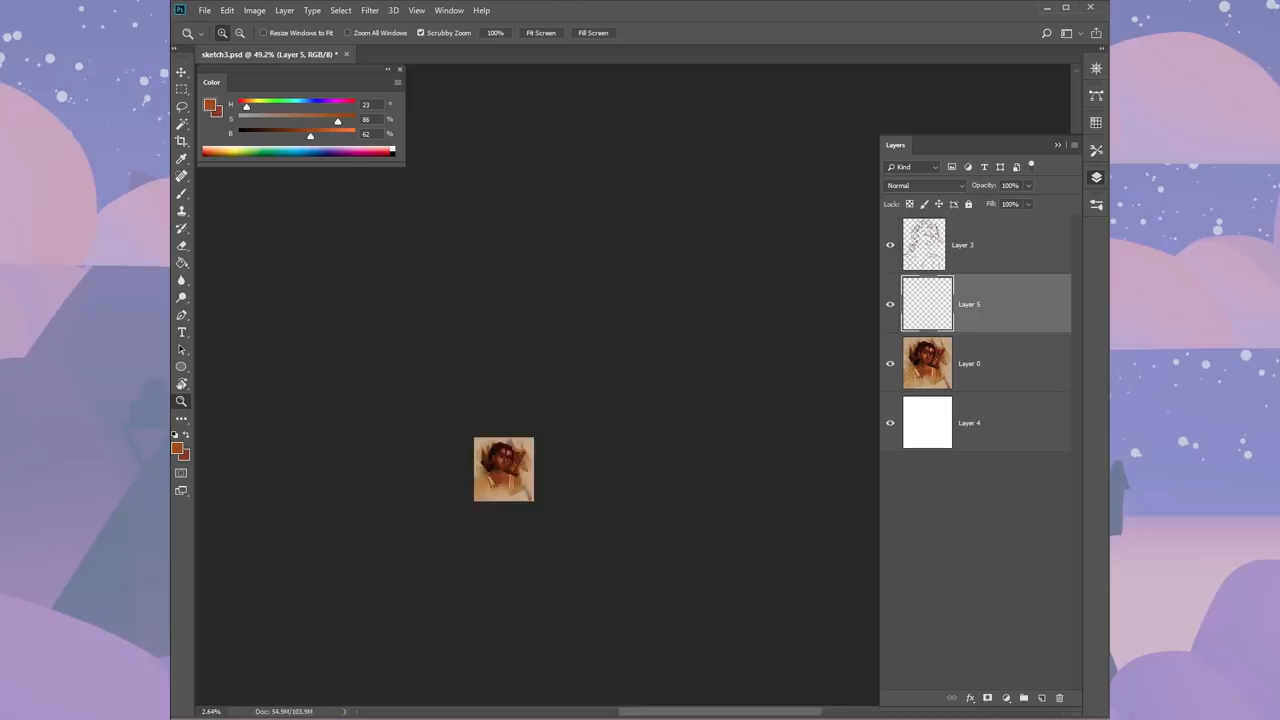 Ps File Edit Image Layer Type Select Filter 3D View Window Help
Resize Windows to Fit Zoom All Windows Scrubby Zoom 100% Fit Screen Fill Screen
sketch3.psd @ 49.2% (Layer 5, RGB/8) *
Color
H 23 °
S 86 %
B 62 %
Layers
Kind
Normal Opacity: 100%
Lock: Fill: 100%
Layer 3
Layer 5
Layer 0
Layer 4
fx
2.64% Doc: 54.9M/103.9M